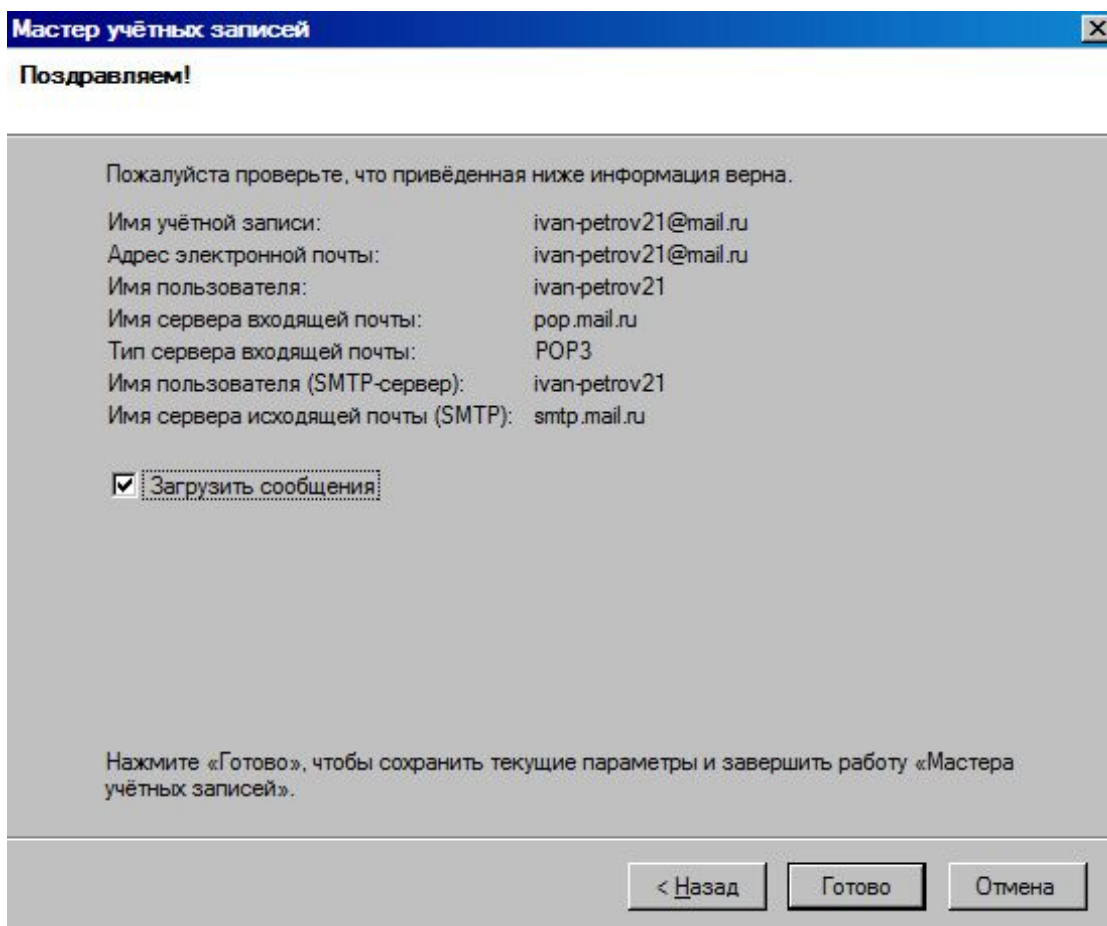 Мастер учётных записей
Поздравляем!
Пожалуйста проверьте, что привёденная ниже информация верна.
Имя учётной записи: ivan-petrov21@mail.ru
Адрес электронной почты: ivan-petrov21@mail.ru
Имя пользователя: ivan-petrov21
Имя сервера входящей почты: pop.mail.ru
Тип сервера входящей почты: POP3
Имя пользователя (SMTP-сервер): ivan-petrov21
Имя сервера исходящей почты (SMTP): smtp.mail.ru
Загрузить сообщения
Нажмите «Готово», чтобы сохранить текущие параметры и завершить работу «Мастера
учётных записей».
< Назад Готово Отмена